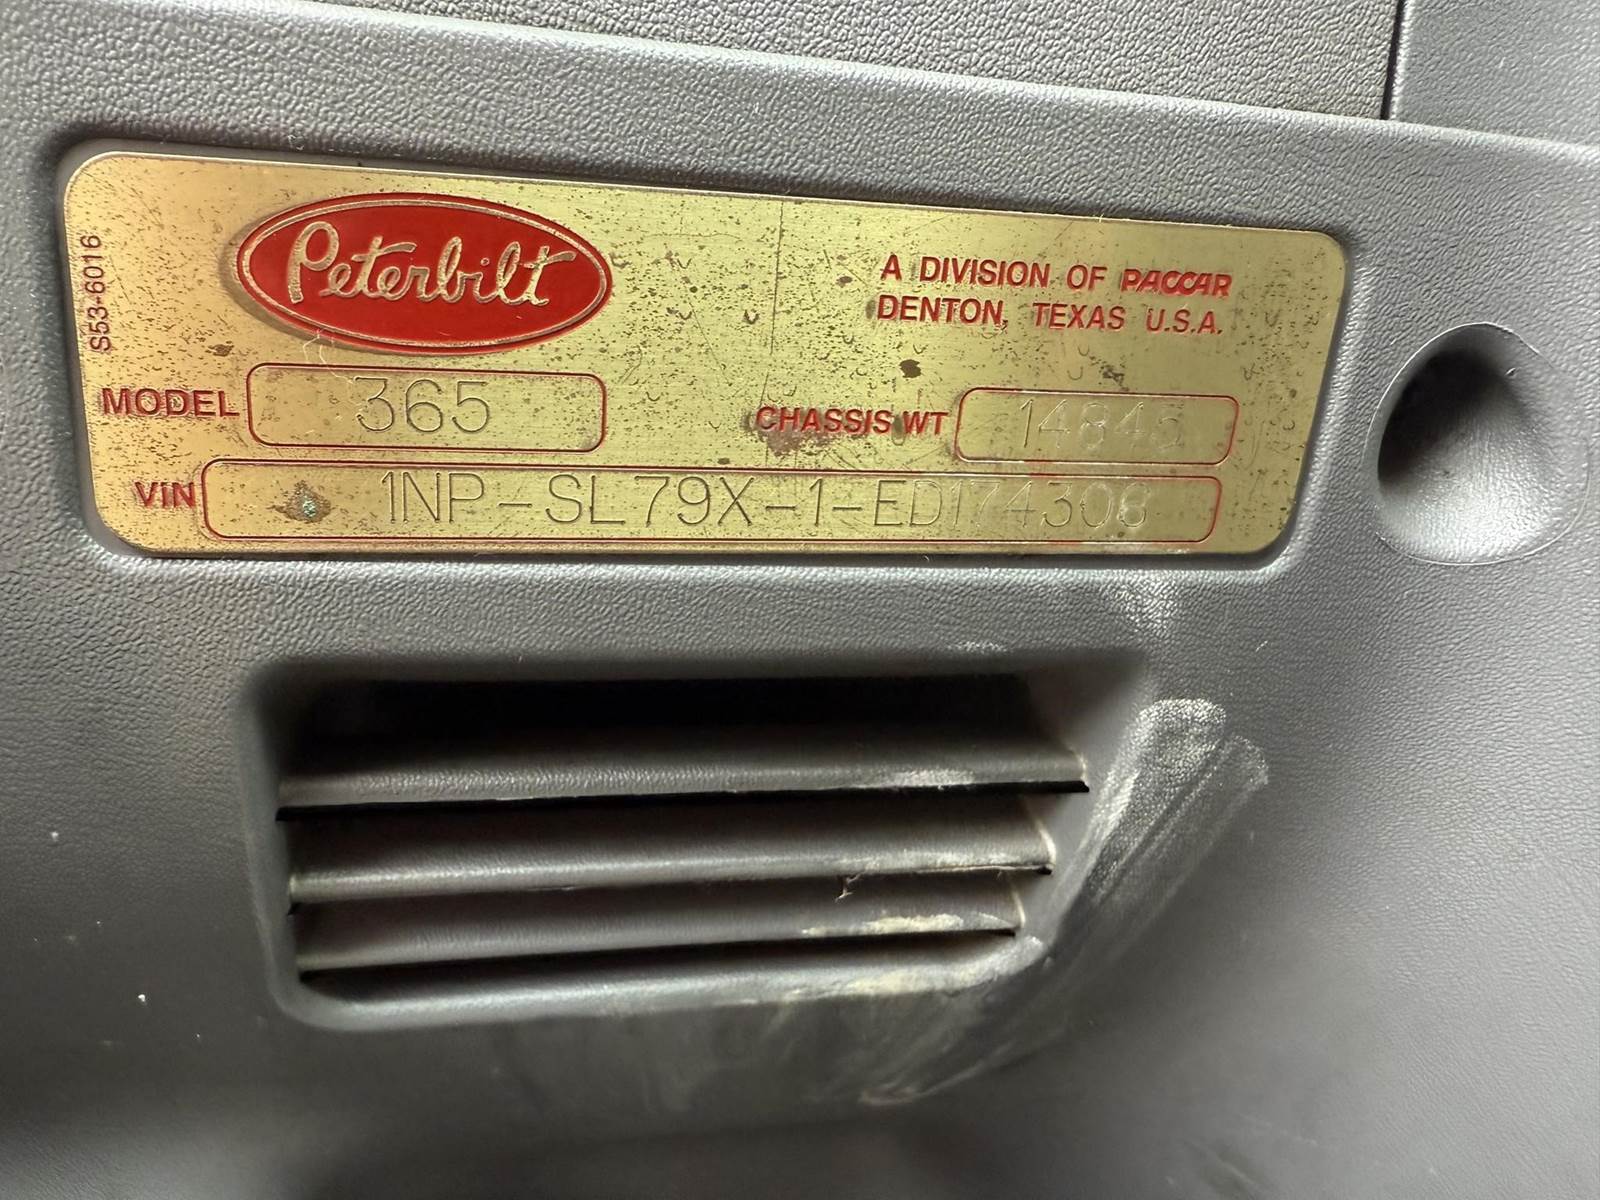 S53-6016
Peterbilt
A DIVISION OF PACCAR
DENTON, TEXAS U.S.A.
MODEL 365
CHASSIS WT 14845
VIN 1NP-SL79X-1-ED174308